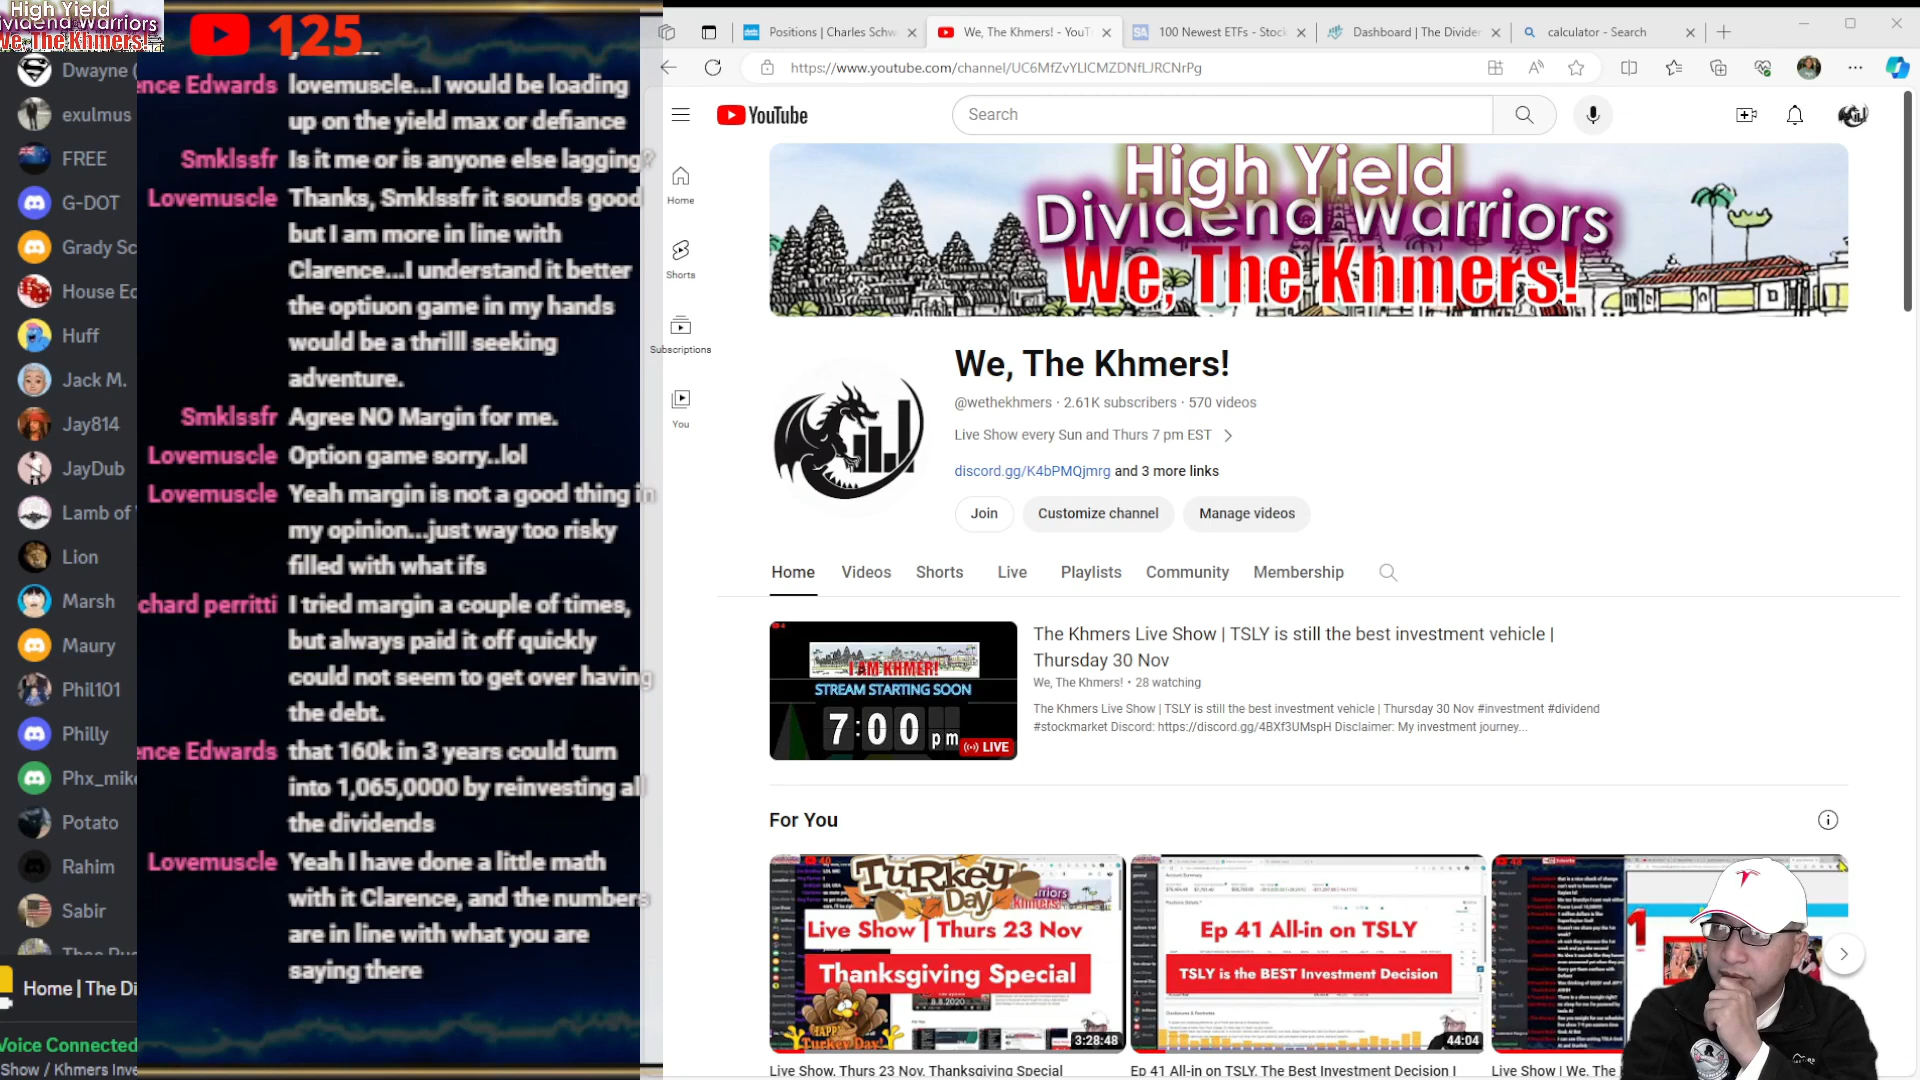 High Yield
Dividend Warriors
We, The Khmers!
125
Dwayne (
exulmus
FREE
G-DOT
Grady Sc
House Ec
Huff
Jack M.
Jay814
JayDub
Lamb of
Lion
Marsh
Maury
Phil101
Philly
Phx_mike
Potato
Rahim
Sabir
Home | The Di
Voice Connected
Show / Khmers Inve
ence Edwards lovemuscle...I would be loading
up on the yield max or defiance
Smklssfr Is it me or is anyone else lagging?
Lovemuscle Thanks, Smklssfr it sounds good
but I am more in line with
Clarence...I understand it better
the optiuon game in my hands
would be a thrilll seeking
adventure.
Smklssfr Agree NO Margin for me.
Lovemuscle Option game sorry..lol
Lovemuscle Yeah margin is not a good thing in
my opinion...just way too risky
filled with what ifs
chard perritti I tried margin a couple of times,
but always paid it off quickly
could not seem to get over having
the debt.
ence Edwards that 160k in 3 years could turn
into 1,065,0000 by reinvesting all
the dividends
Lovemuscle Yeah I have done a little math
with it Clarence, and the numbers
are in line with what you are
saying there
Positions | Charles Schw
We, The Khmers! - YouT
SA 100 Newest ETFs - Stock
Dashboard | The Divider
calculator - Search
https://www.youtube.com/channel/UC6MfZvYLlCMZDNfLJRCNrPg
YouTube
Search
Home
Shorts
Subscriptions
You
High Yield
Dividend Warriors
We, The Khmers!
We, The Khmers!
@wethekhmers · 2.61K subscribers · 570 videos
Live Show every Sun and Thurs 7 pm EST
discord.gg/K4bPMQjmrg and 3 more links
Join
Customize channel
Manage videos
Home Videos Shorts Live Playlists Community Membership
I AM KHMER!
STREAM STARTING SOON
7:00 pm
LIVE
The Khmers Live Show | TSLY is still the best investment vehicle |
Thursday 30 Nov
We, The Khmers! • 28 watching
The Khmers Live Show | TSLY is still the best investment vehicle | Thursday 30 Nov #investment #dividend
#stockmarket Discord: https://discord.gg/4BXf3UMspH Disclaimer: My investment journey...
For You
TURKEY
DAY
Live Show | Thurs 23 Nov
Thanksgiving Special
8.8.2020
HAPPY
Turkey Day!
3:28:48
Live Show, Thurs 23 Nov, Thanksgiving Special
Ep 41 All-in on TSLY
TSLY is the BEST Investment Decision
44:04
Ep 41 All-in on TSLY, The Best Investment Decision |
Live Show | We, The